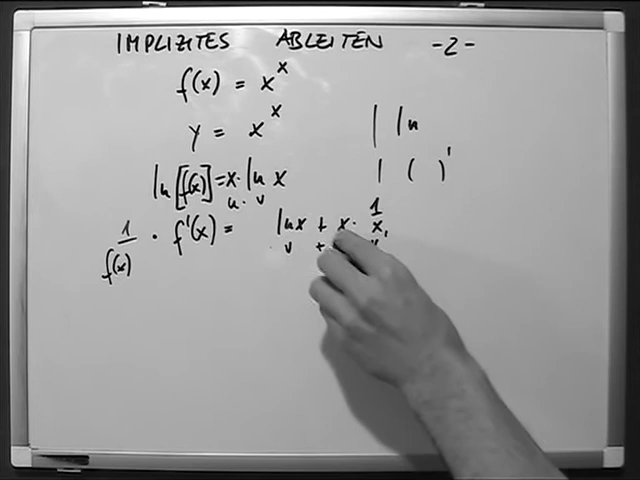 IMPLIZITES ABLEITEN -2-
f(x) = x^x
y = x^x | ln
ln[f(x)] = x · ln x | ( )'
u · v
1/f(x) · f'(x) = ln x + x · 1/x
v +